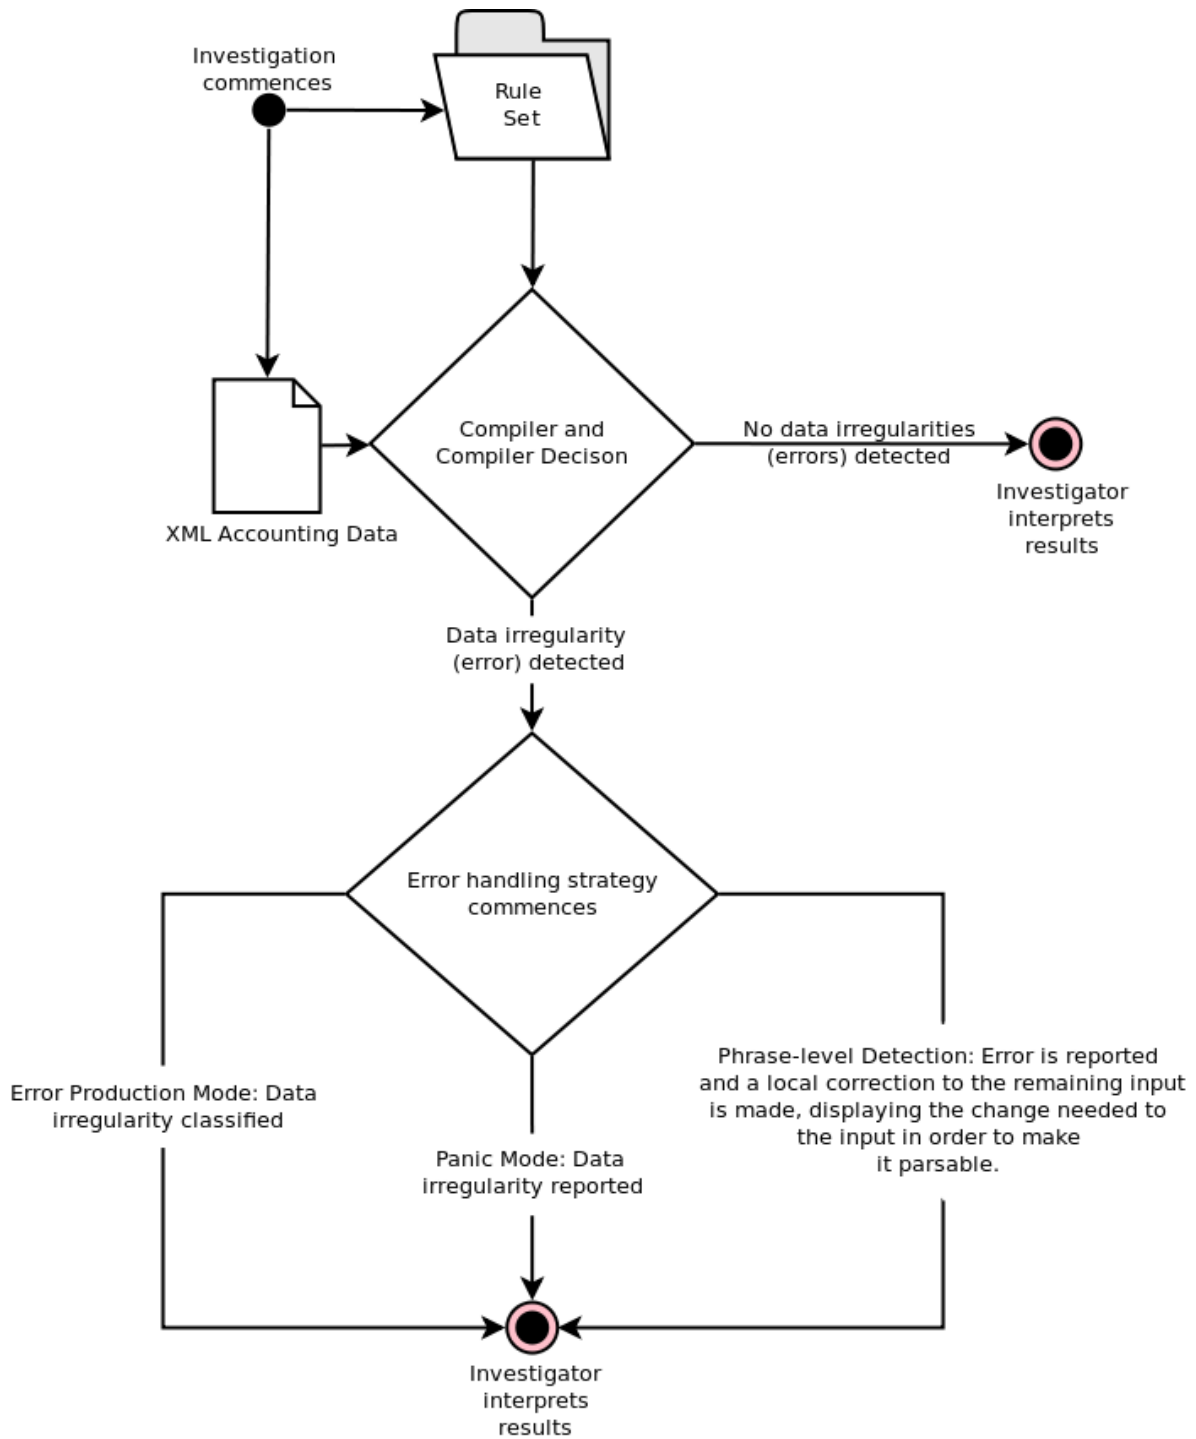 Investigation
commences
Rule
Set
Compiler and
Compiler Decison
No data irregularities
(errors) detected
Investigator
interprets
results
XML Accounting Data
Data irregularity
(error) detected
Error handling strategy
commences
Error Production Mode: Data
irregularity classified
Panic Mode: Data
irregularity reported
Phrase-level Detection: Error is reported
and a local correction to the remaining input
is made, displaying the change needed to
the input in order to make
it parsable.
Investigator
interprets
results